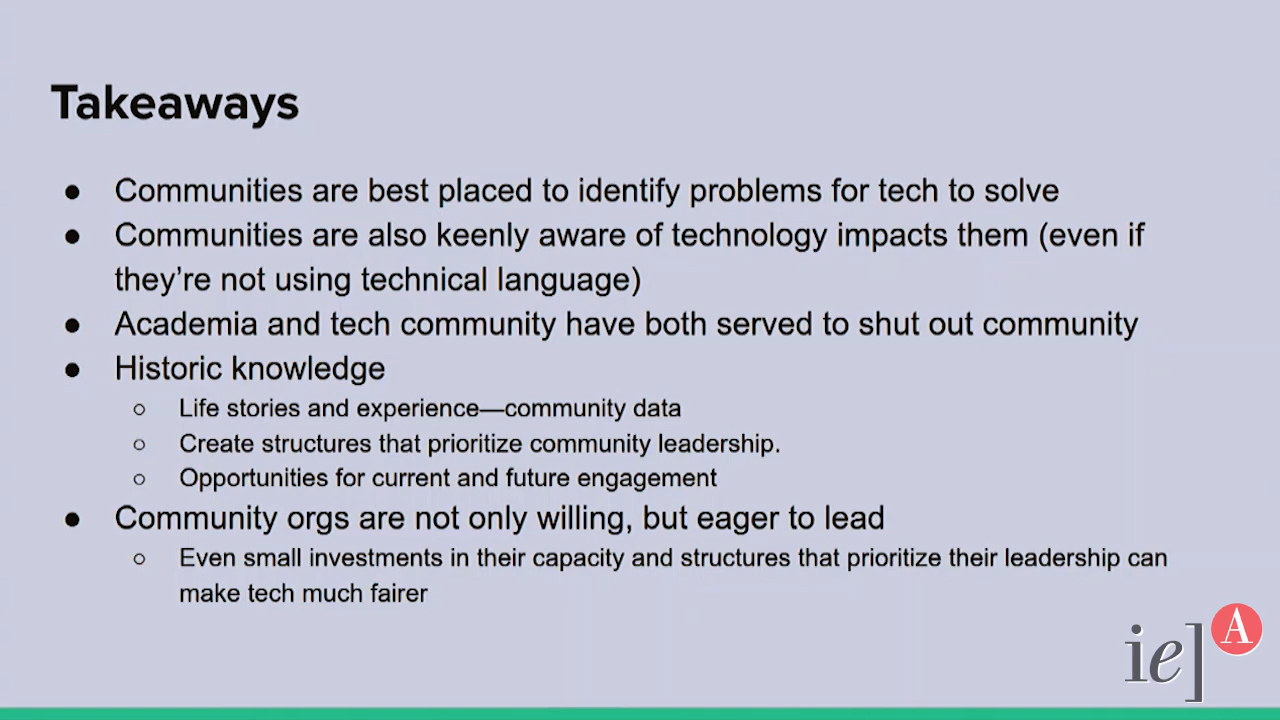 Takeaways
● Communities are best placed to identify problems for tech to solve
● Communities are also keenly aware of technology impacts them (even if
they’re not using technical language)
● Academia and tech community have both served to shut out community
● Historic knowledge
○ Life stories and experience—community data
○ Create structures that prioritize community leadership.
○ Opportunities for current and future engagement
● Community orgs are not only willing, but eager to lead
○ Even small investments in their capacity and structures that prioritize their leadership can
make tech much fairer
ie] A